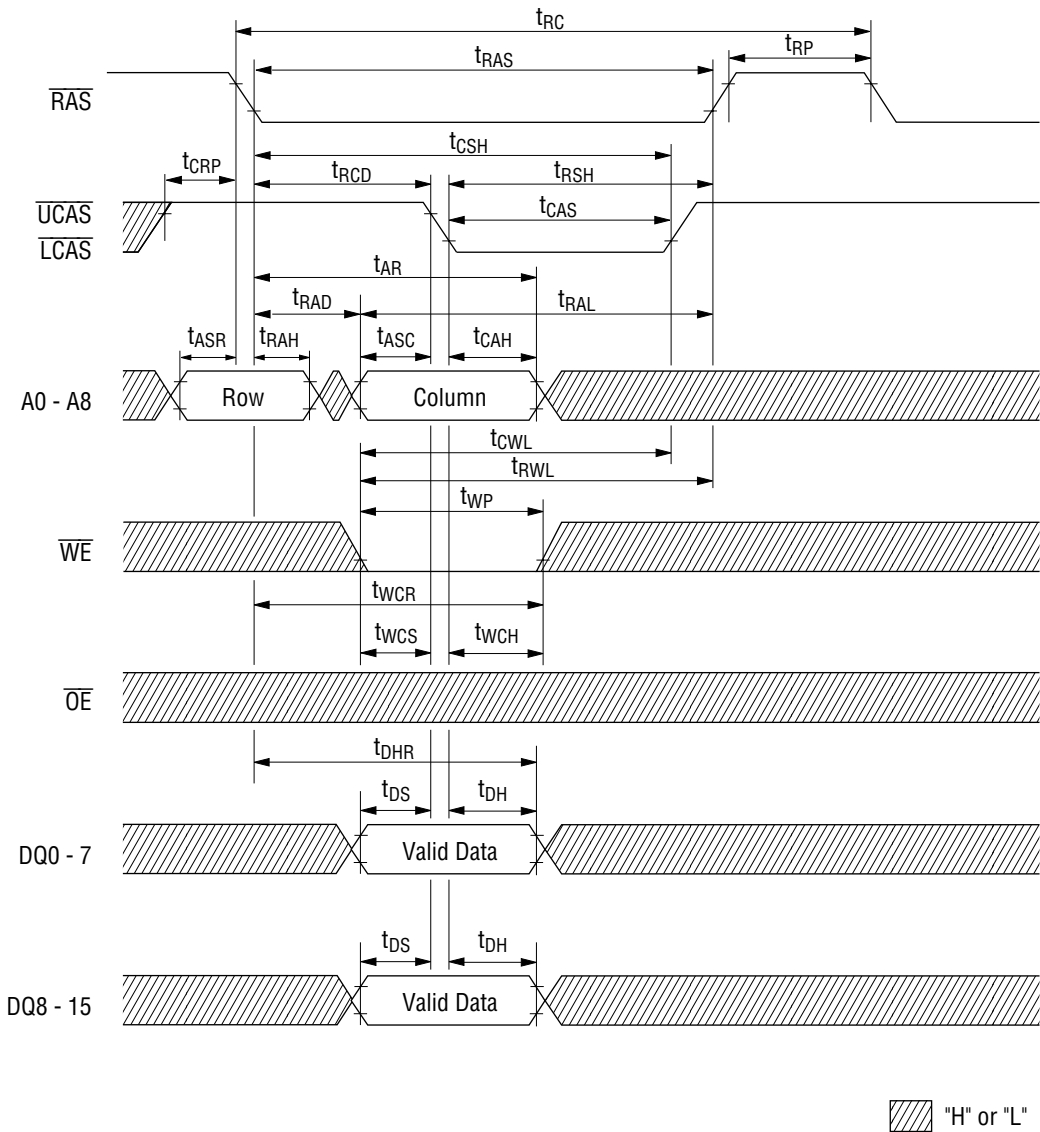 tRC
tRP
tRAS
RAS
tCSH
tCRP
tRCD
tRSH
UCAS
tCAS
LCAS
tAR
tRAD
tRAL
tASR
tRAH
tASC
tCAH
A0 - A8
Row
Column
tCWL
tRWL
tWP
WE
tWCR
tWCS
tWCH
OE
tDHR
tDS
tDH
DQ0 - 7
Valid Data
tDS
tDH
DQ8 - 15
Valid Data
"H" or "L"